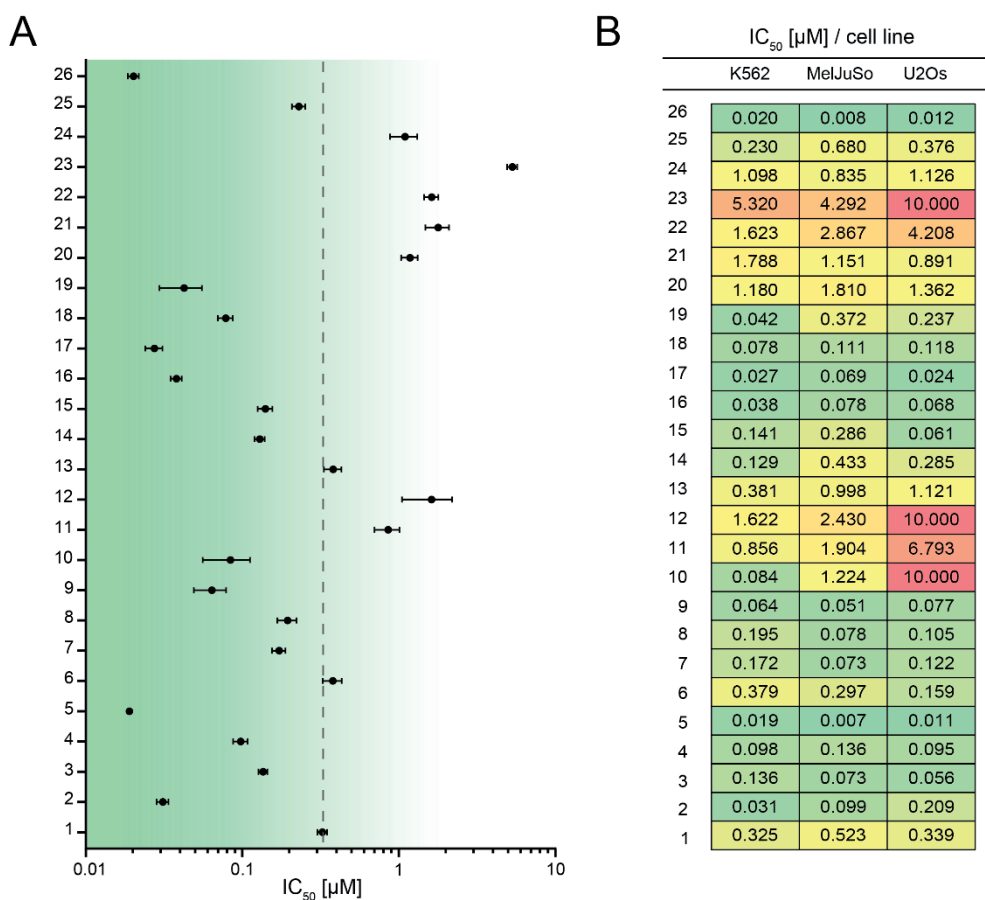 A
26
25
24
23
22
21
20
19
18
17
16
15
14
13
12
11
10
9
8
7
6
5
4
3
2
1
0.01 0.1 1 10
IC50 [µM]
B
IC50 [µM] / cell line
K562 MelJuSo U2Os
26 0.020 0.008 0.012
25 0.230 0.680 0.376
24 1.098 0.835 1.126
23 5.320 4.292 10.000
22 1.623 2.867 4.208
21 1.788 1.151 0.891
20 1.180 1.810 1.362
19 0.042 0.372 0.237
18 0.078 0.111 0.118
17 0.027 0.069 0.024
16 0.038 0.078 0.068
15 0.141 0.286 0.061
14 0.129 0.433 0.285
13 0.381 0.998 1.121
12 1.622 2.430 10.000
11 0.856 1.904 6.793
10 0.084 1.224 10.000
9 0.064 0.051 0.077
8 0.195 0.078 0.105
7 0.172 0.073 0.122
6 0.379 0.297 0.159
5 0.019 0.007 0.011
4 0.098 0.136 0.095
3 0.136 0.073 0.056
2 0.031 0.099 0.209
1 0.325 0.523 0.339